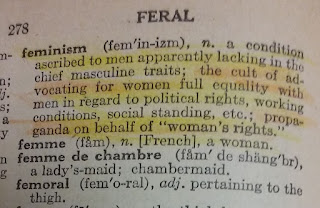 278
FERAL
m- feminism (fem'in-izm), n. a condition
ascribed to men apparently lacking in the
n; chief masculine traits; the cult of ad-
dj. vocating for women full equality with
s: men in regard to political rights, working
conditions, social standing, etc.; propa-
a ganda on behalf of "woman's rights."
y femme (fåm), n. [French], a woman.
femme de chambre (fåm' de shäng'br),
a lady's-maid; chambermaid.
g femoral (fem'o-ral), adj. pertaining to the
thigh.